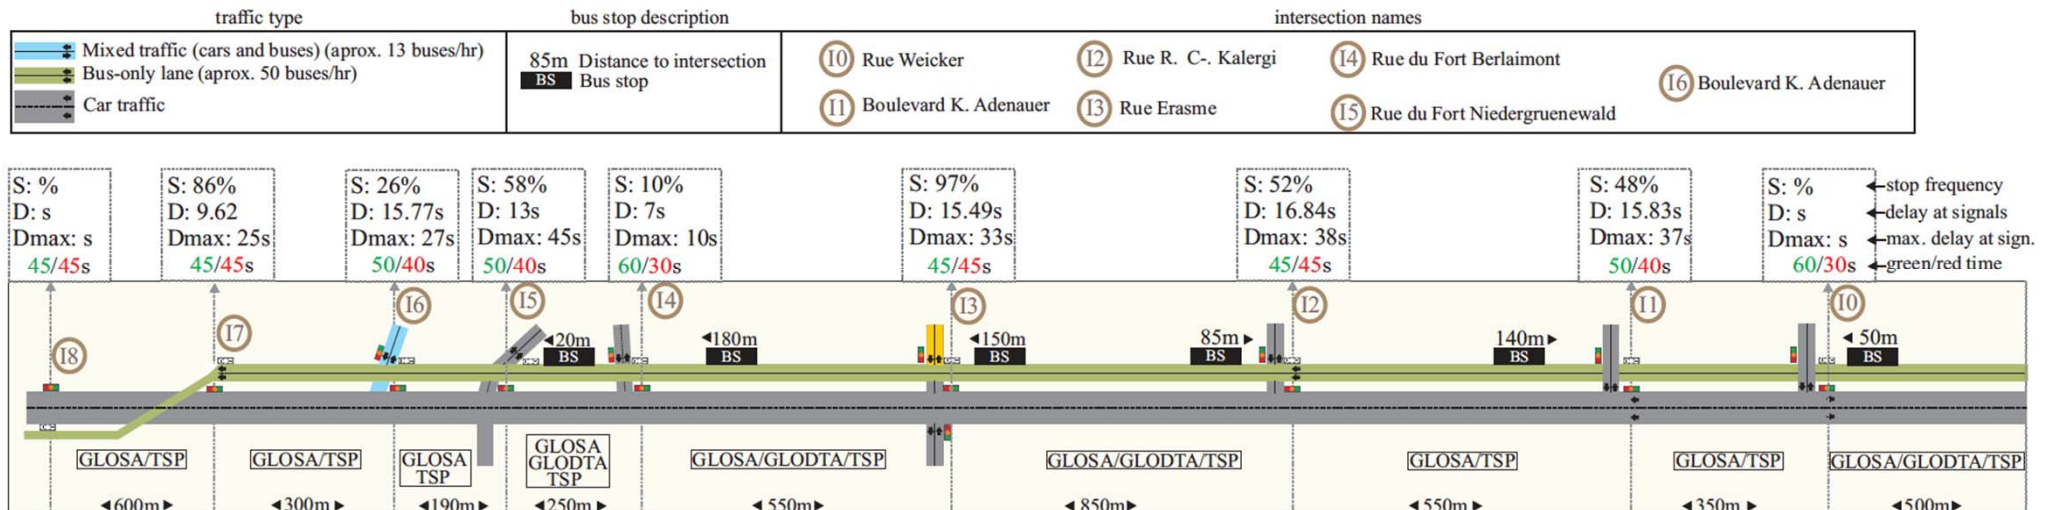 traffic type
bus stop description
intersection names
Mixed traffic (cars and buses) (aprox. 13 buses/hr)
Bus-only lane (aprox. 50 buses/hr)
Car traffic
85m Distance to intersection
BS Bus stop
I0 Rue Weicker
I1 Boulevard K. Adenauer
I2 Rue R. C-. Kalergi
I3 Rue Erasme
I4 Rue du Fort Berlaimont
I5 Rue du Fort Niedergruenewald
I6 Boulevard K. Adenauer
S: %
D: s
Dmax: s
45/45s
S: 86%
D: 9.62
Dmax: 25s
45/45s
S: 26%
D: 15.77s
Dmax: 27s
50/40s
S: 58%
D: 13s
Dmax: 45s
50/40s
S: 10%
D: 7s
Dmax: 10s
60/30s
S: 97%
D: 15.49s
Dmax: 33s
45/45s
S: 52%
D: 16.84s
Dmax: 38s
45/45s
S: 48%
D: 15.83s
Dmax: 37s
50/40s
S: %
D: s
Dmax: s
60/30s
stop frequency
delay at signals
max. delay at sign.
green/red time
I8
I7
I6
I5
I4
I3
I2
I1
I0
20m
BS
180m
BS
150m
BS
85m
BS
140m
BS
50m
BS
GLOSA/TSP
GLOSA/TSP
GLOSA
TSP
GLOSA
GLODTA
TSP
GLOSA/GLODTA/TSP
GLOSA/GLODTA/TSP
GLOSA/TSP
GLOSA/TSP
GLOSA/GLODTA/TSP
600m
300m
190m
250m
550m
850m
550m
350m
500m